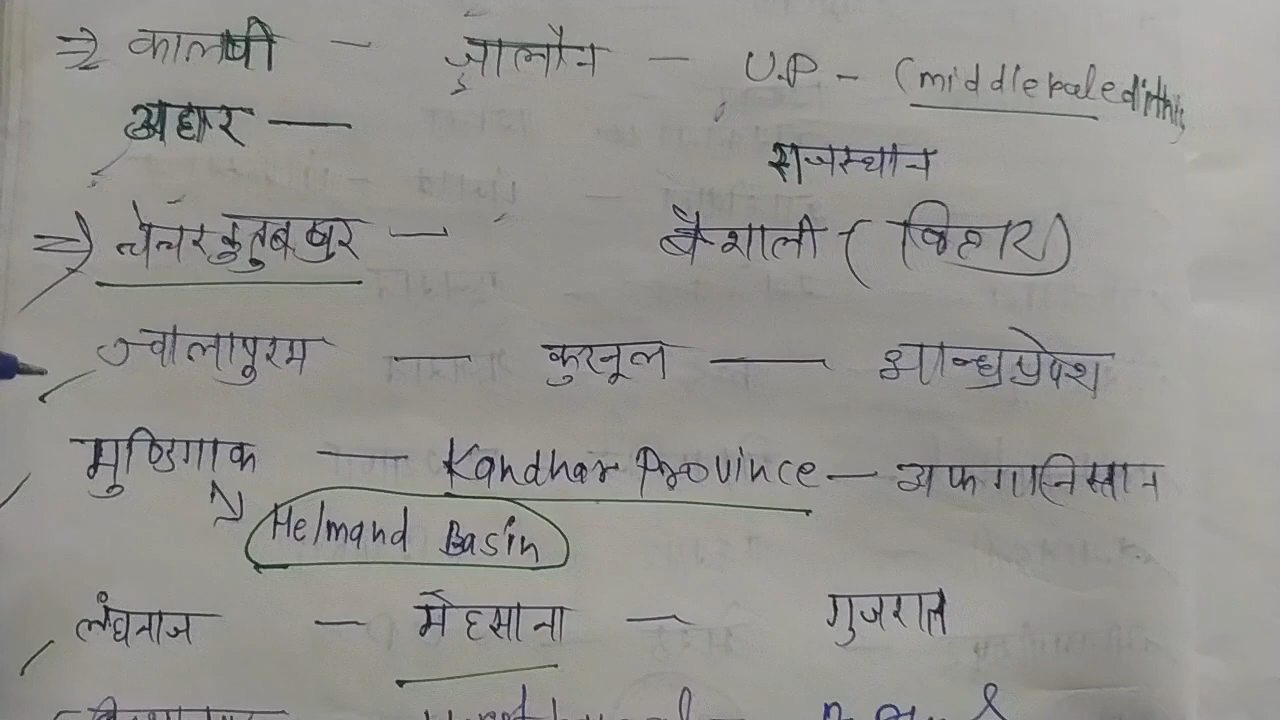 ⇒ कालपी — जालौन — U.P - (middle paleolithic
अहार — राजस्थान
⇒ चेचर कुतुबपुर — वैशाली (बिहार)
ज्वालापुरम — कुरनूल — आन्ध्रप्रदेश
मुण्डिगाक — Kandhar Province — अफगानिस्तान
Helmand Basin
लंघनाज — मेहसाना — गुजरात